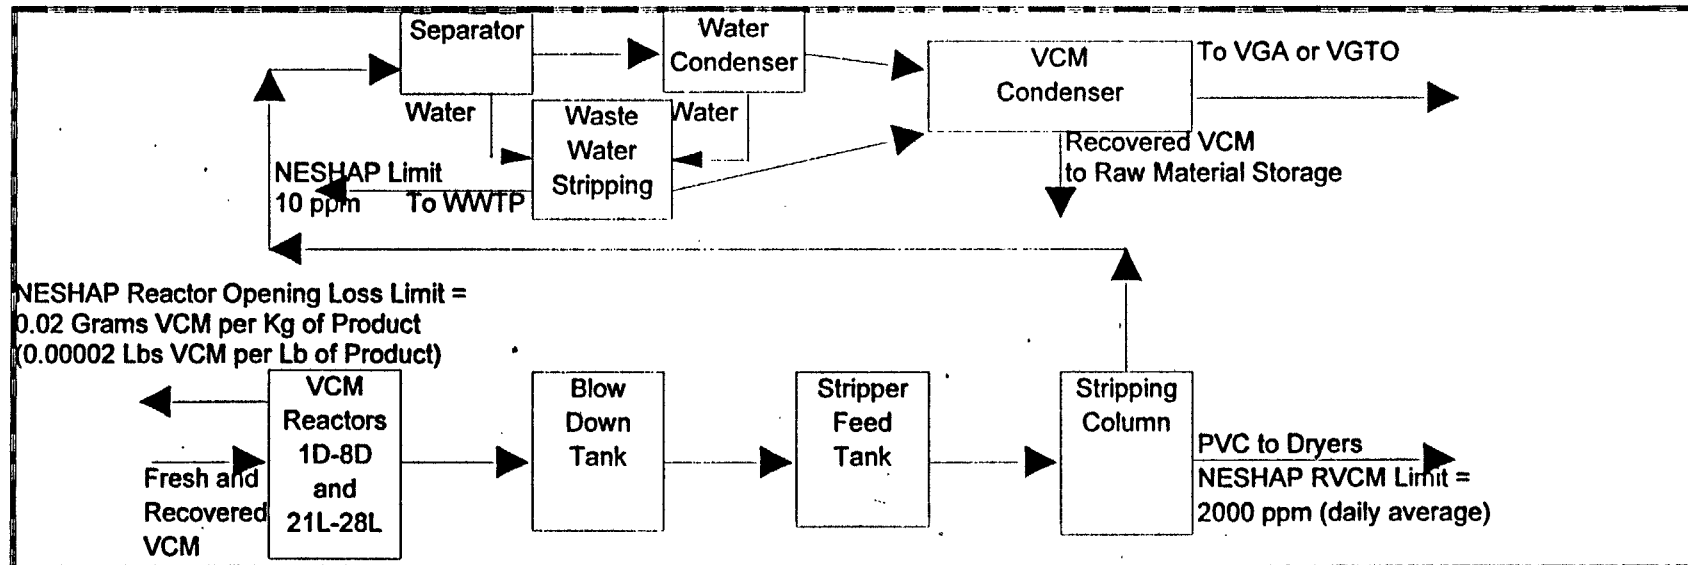 Separator
Water
Condenser
VCM
Condenser
To VGA or VGTO
Water
Waste
Water
Stripping
Water
Recovered VCM
to Raw Material Storage
NESHAP Limit
10 ppm
To WWTP
NESHAP Reactor Opening Loss Limit =
0.02 Grams VCM per Kg of Product
(0.00002 Lbs VCM per Lb of Product)
VCM
Reactors
1D-8D
and
21L-28L
Blow
Down
Tank
Stripper
Feed
Tank
Stripping
Column
Fresh and
Recovered
VCM
PVC to Dryers
NESHAP RVCM Limit =
2000 ppm (daily average)